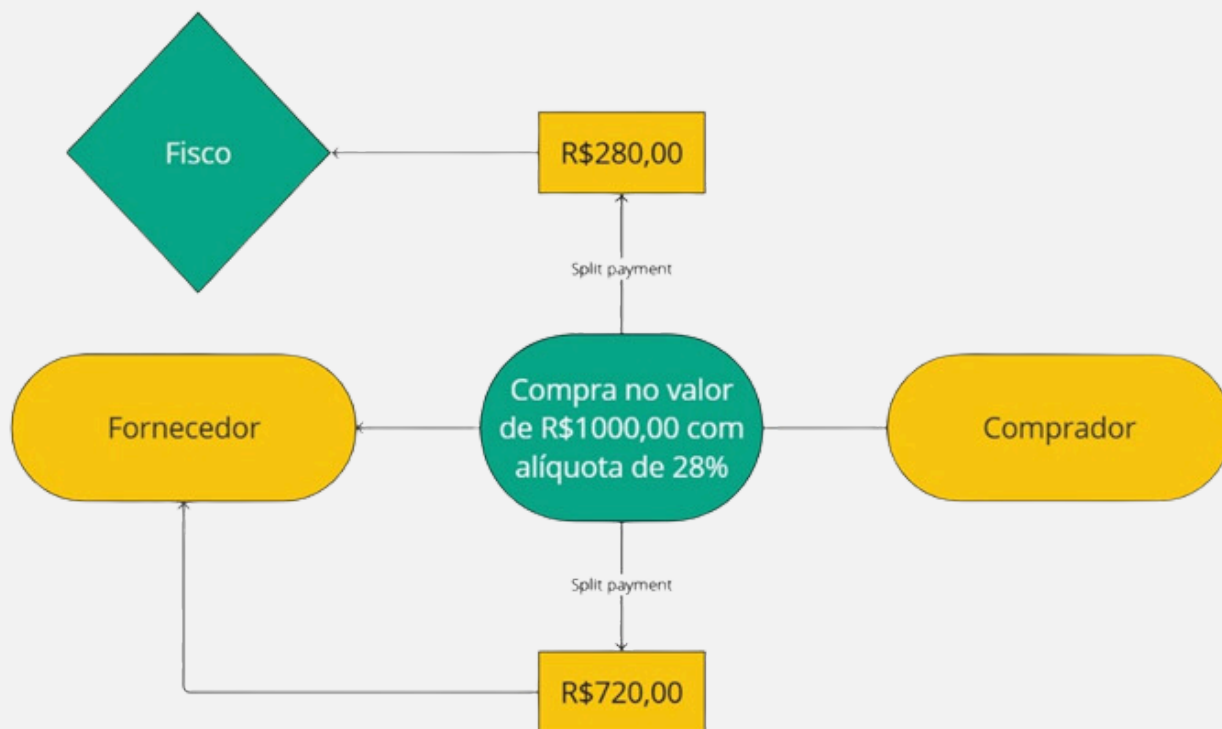 Fisco
R$280,00
Split payment
Fornecedor
Compra no valor
de R$1000,00 com
alíquota de 28%
Comprador
Split payment
R$720,00